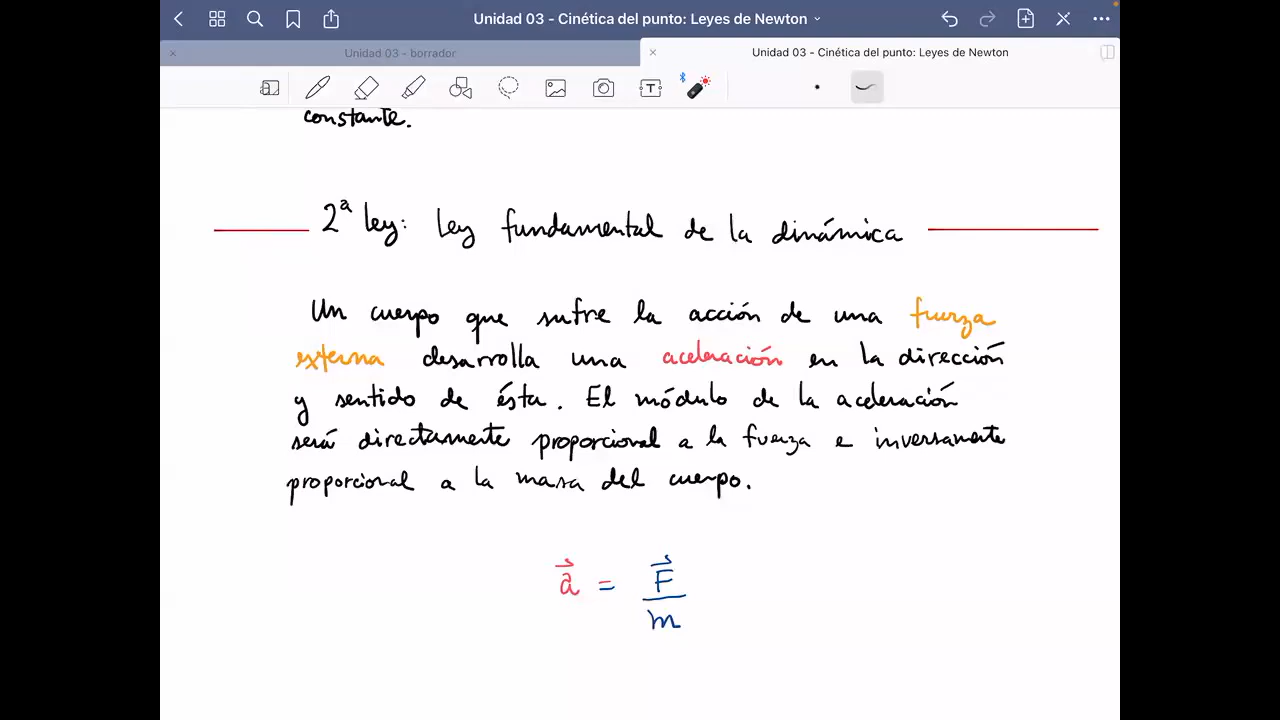 Unidad 03 - Cinética del punto: Leyes de Newton
Unidad 03 - borrador
Unidad 03 - Cinética del punto: Leyes de Newton
constante.
2ª ley: Ley fundamental de la dinámica
Un cuerpo que sufre la acción de una fuerza
externa desarrolla una aceleración en la dirección
y sentido de ésta. El módulo de la aceleración
será directamente proporcional a la fuerza e inversamente
proporcional a la masa del cuerpo.
a⃗ = F⃗
m